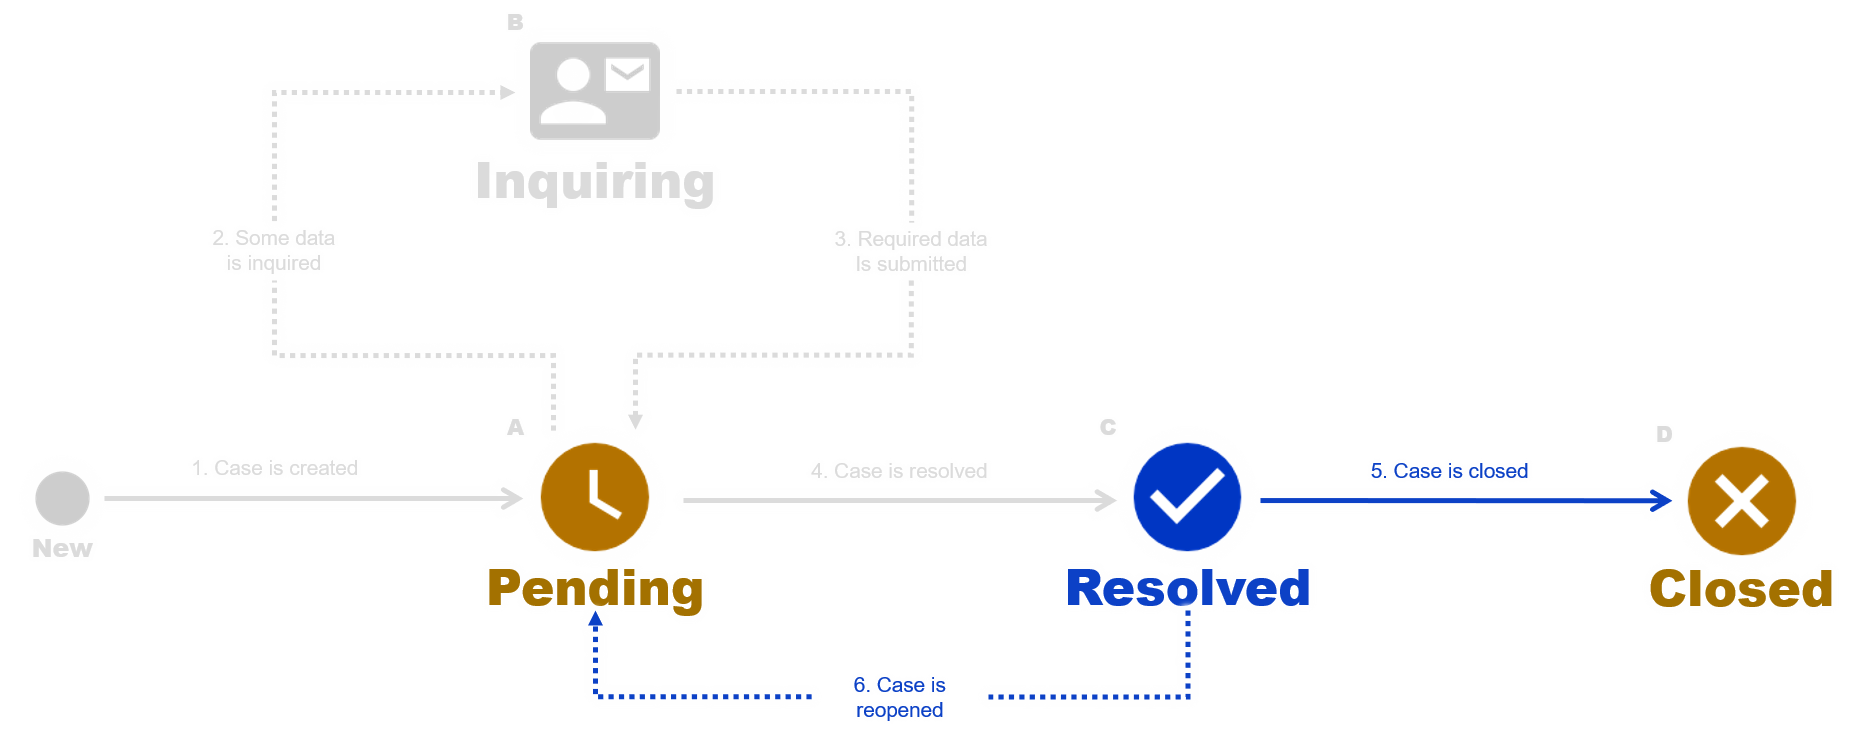 B
Inquiring
2. Some data
is inquired
3. Required data
Is submitted
A
C
D
1. Case is created
4. Case is resolved
5. Case is closed
New
Pending
Resolved
Closed
6. Case is
reopened